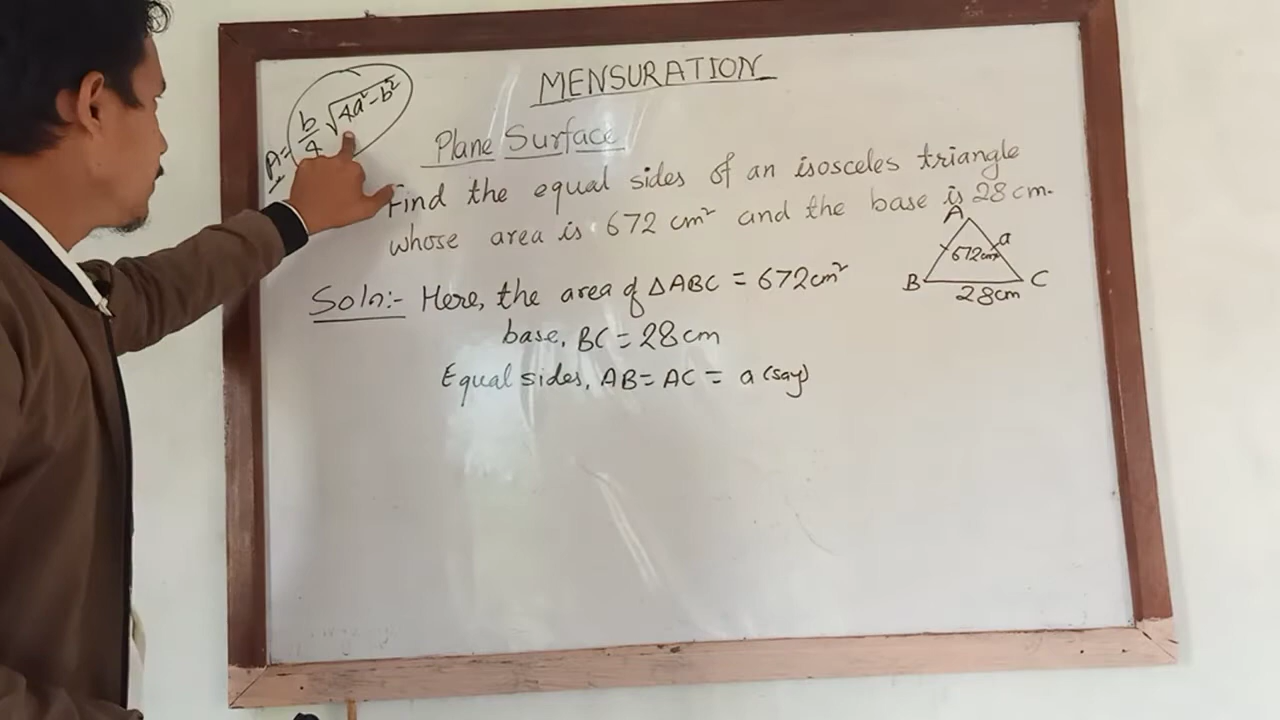 MENSURATION
A = b/4 √4a² - b²
Plane Surface
Find the equal sides of an isosceles triangle
whose area is 672 cm² and the base is 28 cm.
A
a
672cm²
B
C
28cm
Soln:- Here, the area of ΔABC = 672cm²
base, BC = 28cm
Equal sides, AB = AC = a (say)